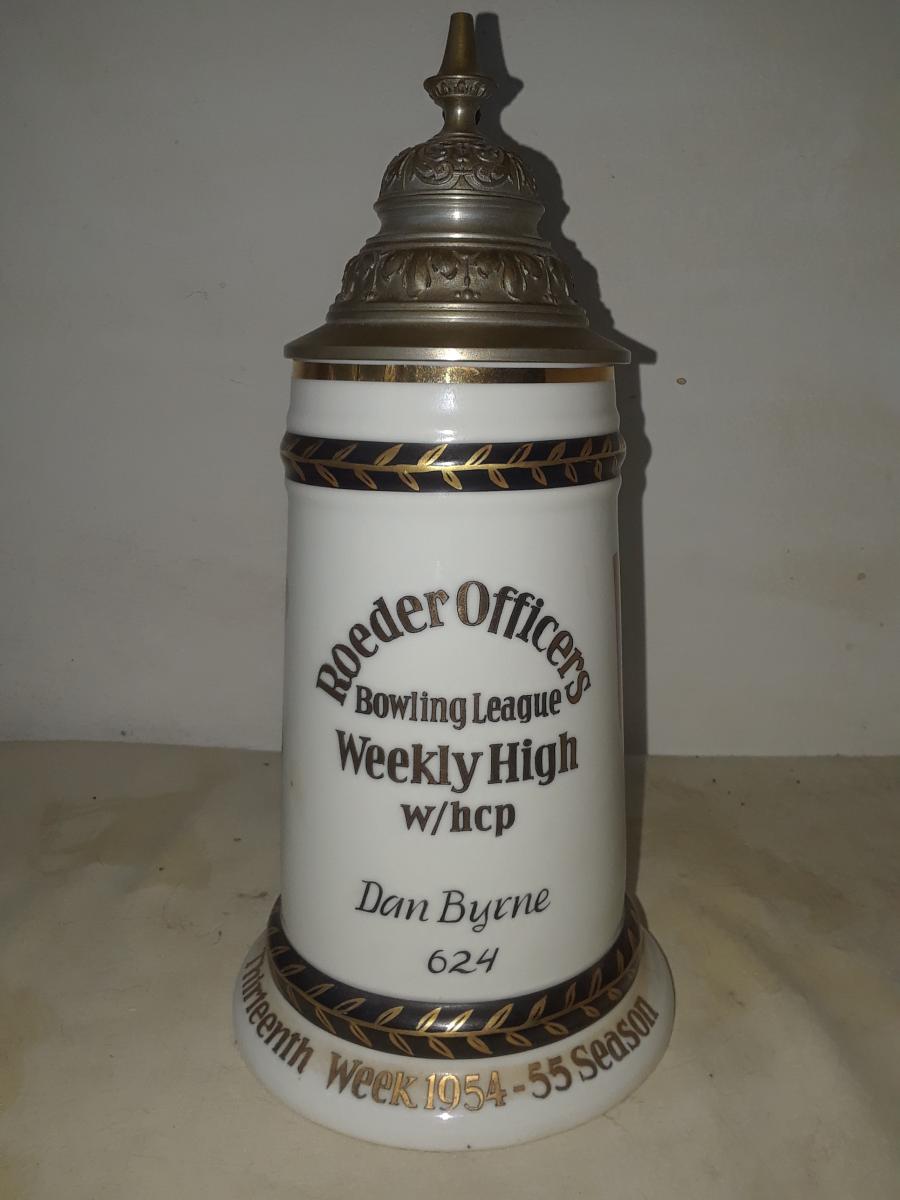 Roeder Officers
Bowling League
Weekly High
w/hcp
Dan Byrne
624
Thirteenth Week 1954-55 Season